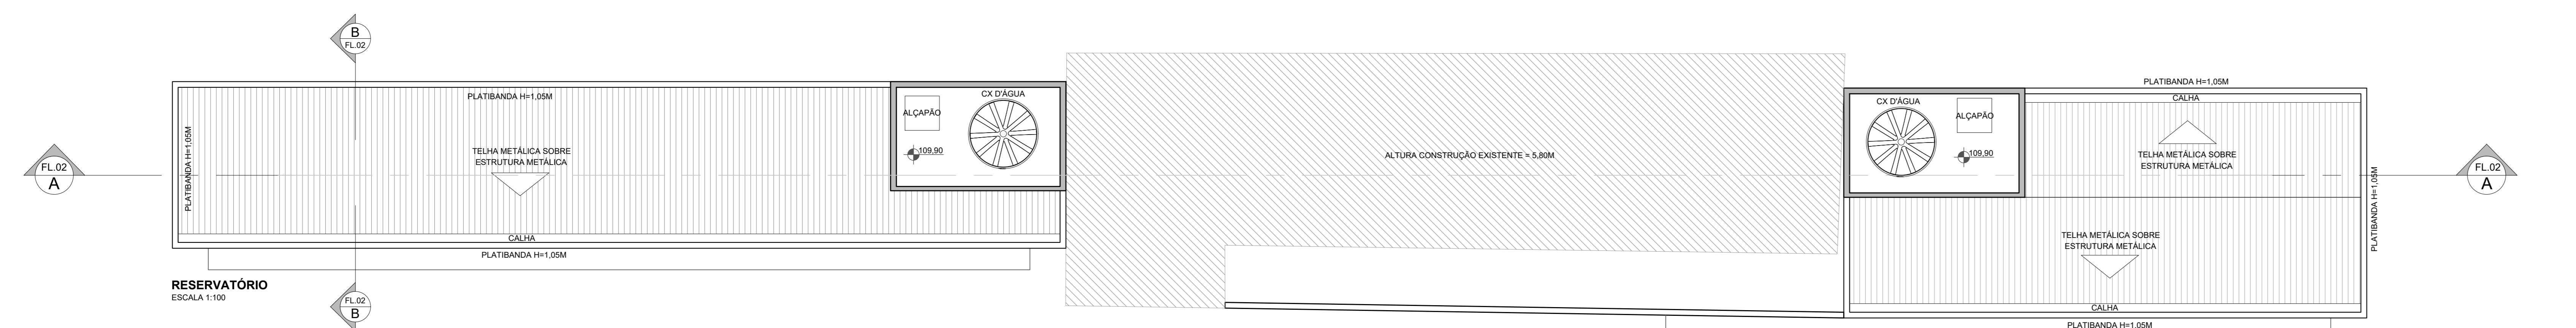 B
FL.02
PLATIBANDA H=1,05M
PLATIBANDA H=1,05M
CX D'ÁGUA
ALÇAPÃO
109,90
TELHA METÁLICA SOBRE
ESTRUTURA METÁLICA
FL.02
A
CALHA
PLATIBANDA H=1,05M
RESERVATÓRIO
ESCALA 1:100
FL.02
B
ALTURA CONSTRUÇÃO EXISTENTE = 5,80M
CX D'ÁGUA
ALÇAPÃO
109,90
PLATIBANDA H=1,05M
CALHA
TELHA METÁLICA SOBRE
ESTRUTURA METÁLICA
PLATIBANDA H=1,05M
FL.02
A
TELHA METÁLICA SOBRE
ESTRUTURA METÁLICA
CALHA
PLATIBANDA H=1,05M